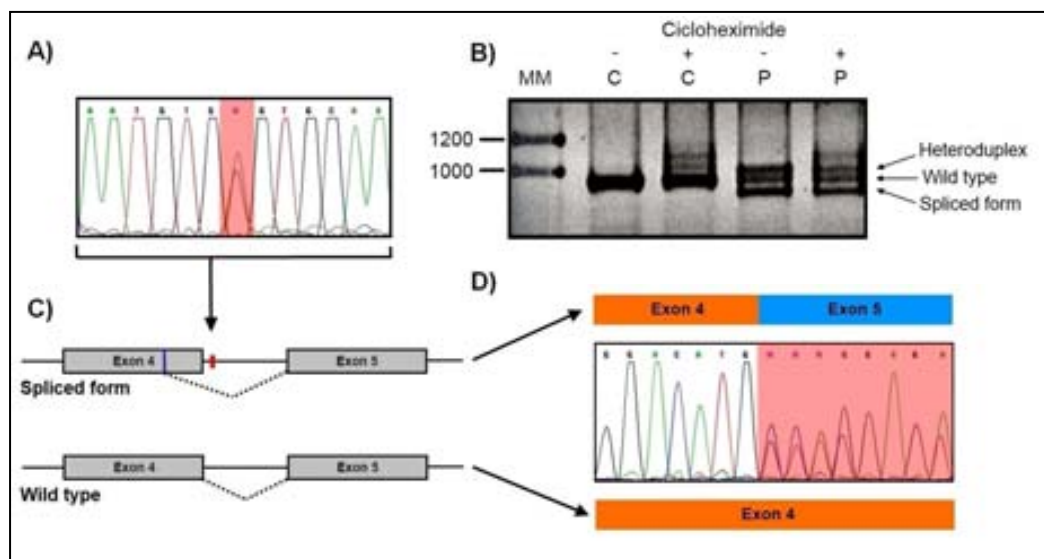 A)
B)
Cicloheximide
- + - +
MM C C P P
1200
1000
Heteroduplex
Wild type
Spliced form
C)
Exon 4 Exon 5
Spliced form
Exon 4 Exon 5
Wild type
D)
Exon 4 Exon 5
Exon 4